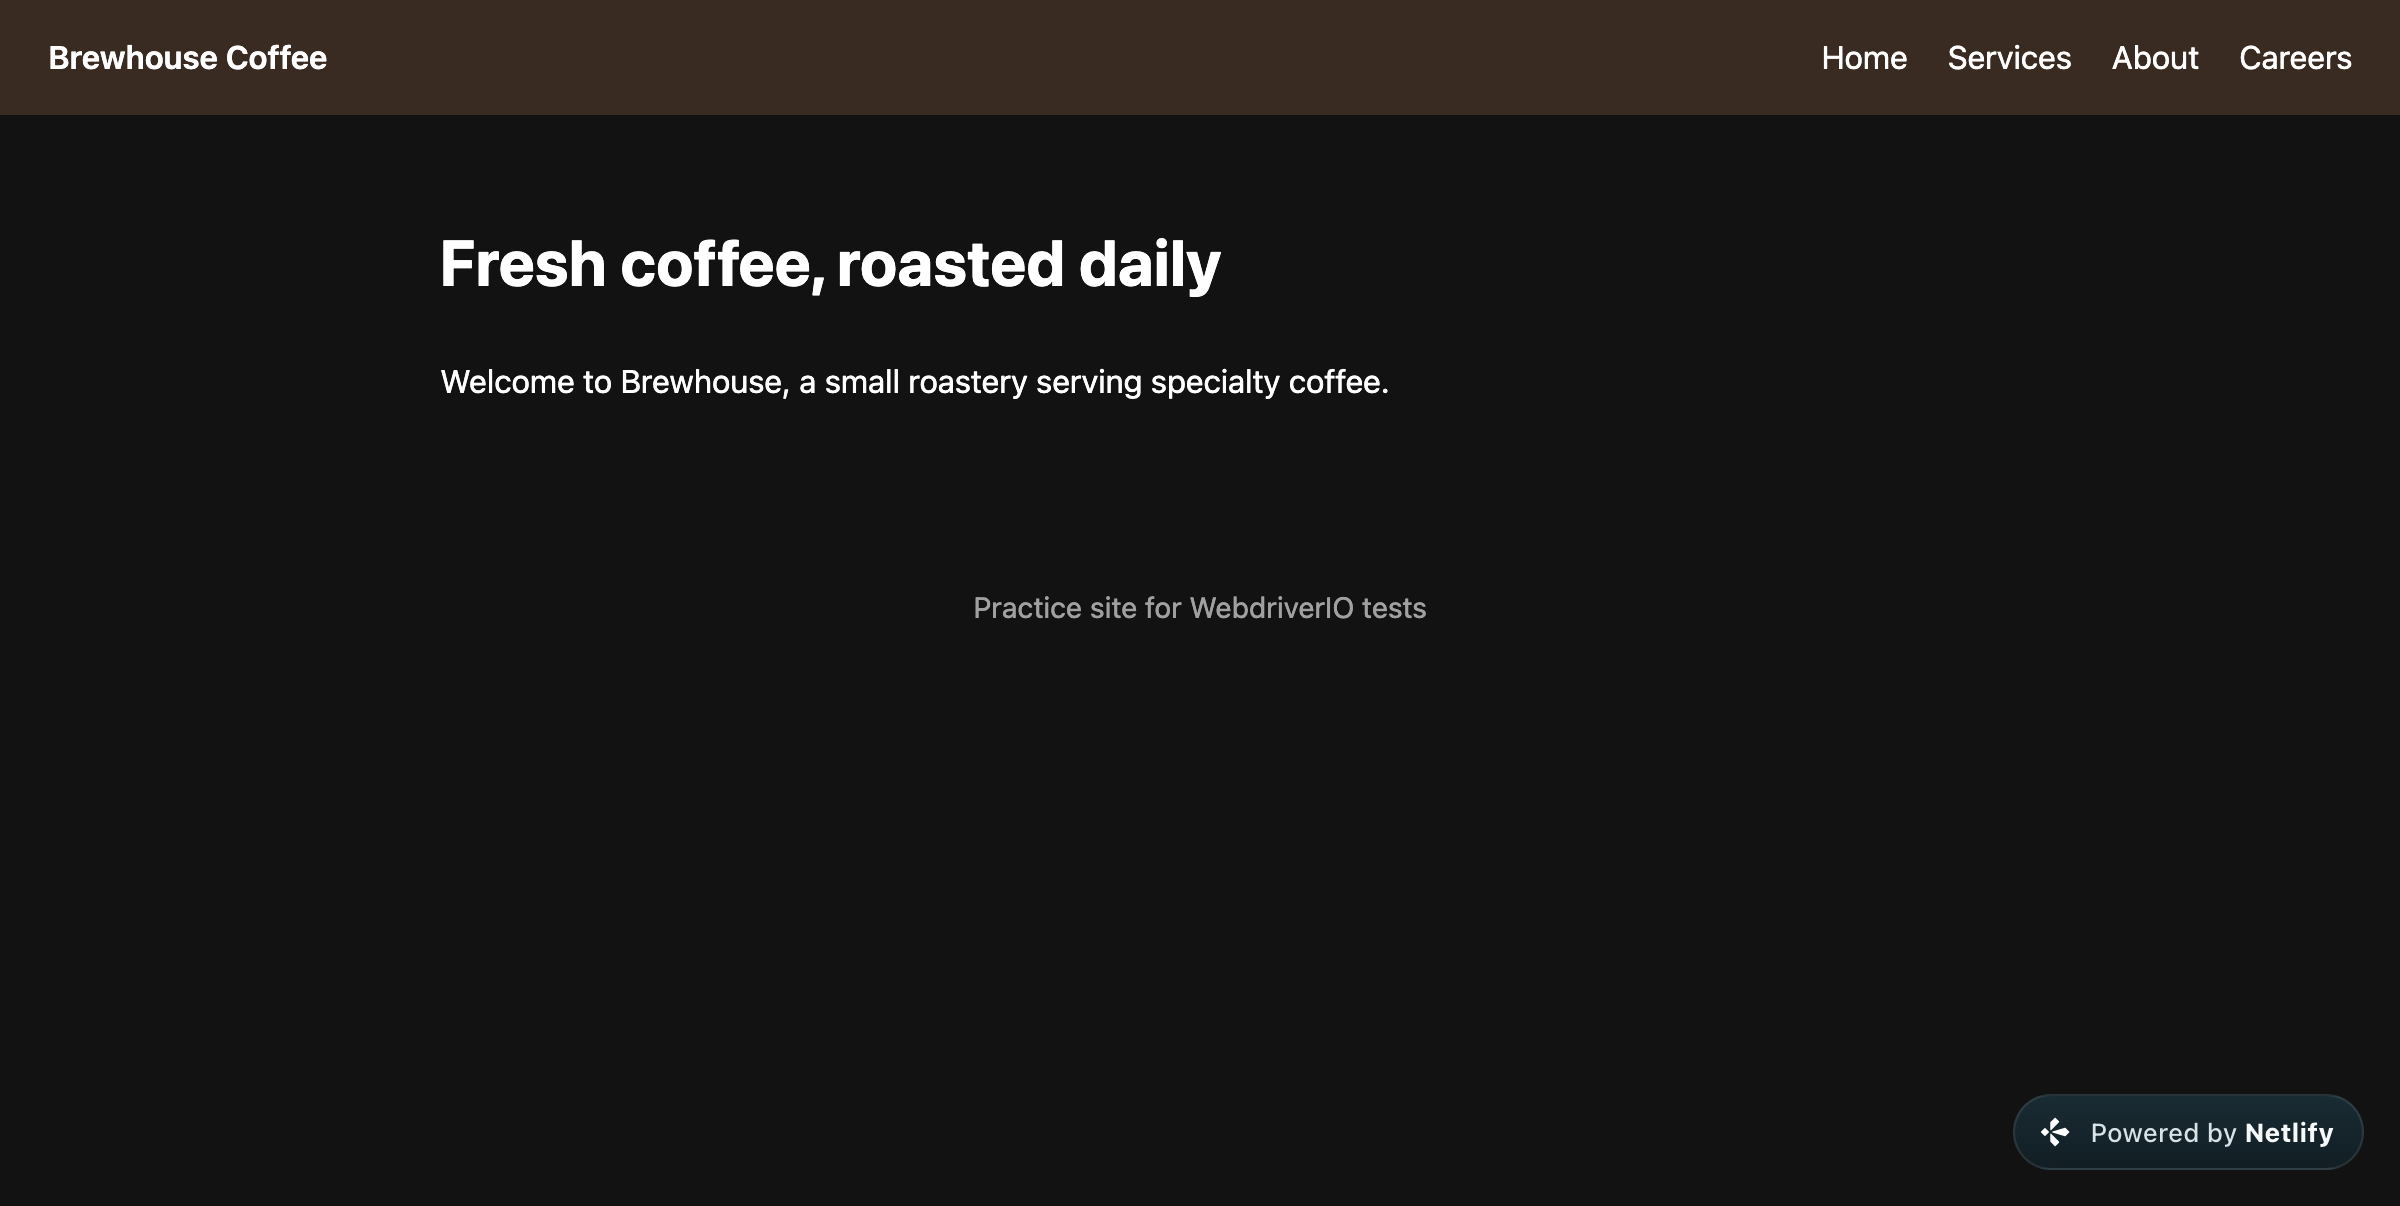 Brewhouse Coffee
Home Services About Careers
Fresh coffee, roasted daily
Welcome to Brewhouse, a small roastery serving specialty coffee.
Practice site for WebdriverIO tests
Powered by Netlify